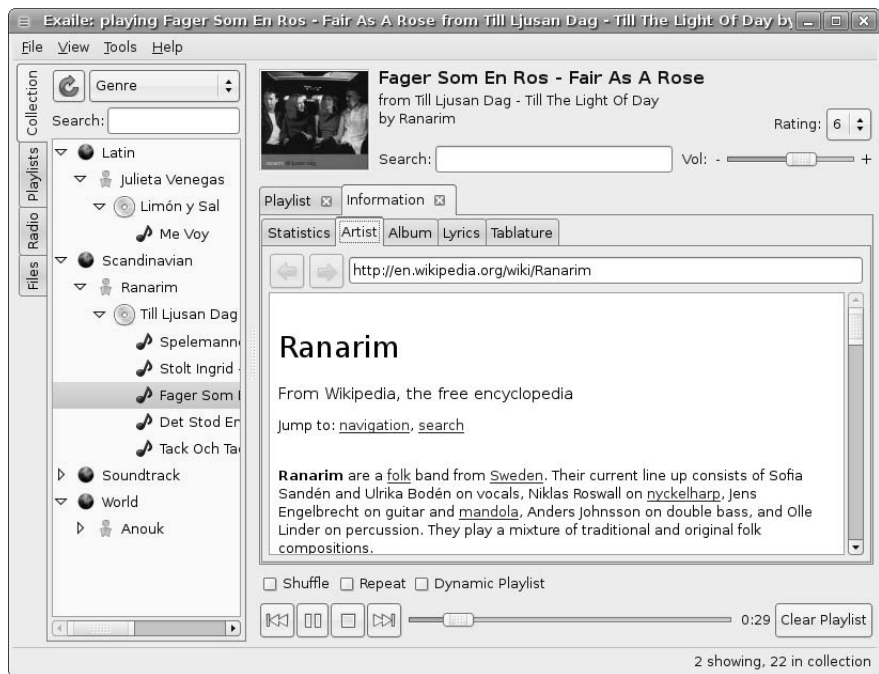 Exaile: playing Fager Som En Ros - Fair As A Rose from Till Ljusan Dag - Till The Light Of Day by
File View Tools Help
Collection
Playlists
Radio
Files
Genre
Search:
Latin
Julieta Venegas
Limón y Sal
Me Voy
Scandinavian
Ranarim
Till Ljusan Dag
Spelemann
Stolt Ingrid -
Fager Som
Det Stod En
Tack Och Ta
Soundtrack
World
Anouk
Fager Som En Ros - Fair As A Rose
from Till Ljusan Dag - Till The Light Of Day
by Ranarim
Rating: 6
Search:
Vol: - +
Playlist Information
Statistics Artist Album Lyrics Tablature
http://en.wikipedia.org/wiki/Ranarim
Ranarim
From Wikipedia, the free encyclopedia
Jump to: navigation, search
Ranarim are a folk band from Sweden. Their current line up consists of Sofia
Sandén and Ulrika Bodén on vocals, Niklas Roswall on nyckelharp, Jens
Engelbrecht on guitar and mandola, Anders Johnsson on double bass, and Olle
Linder on percussion. They play a mixture of traditional and original folk
compositions.
Shuffle Repeat Dynamic Playlist
0:29 Clear Playlist
2 showing, 22 in collection